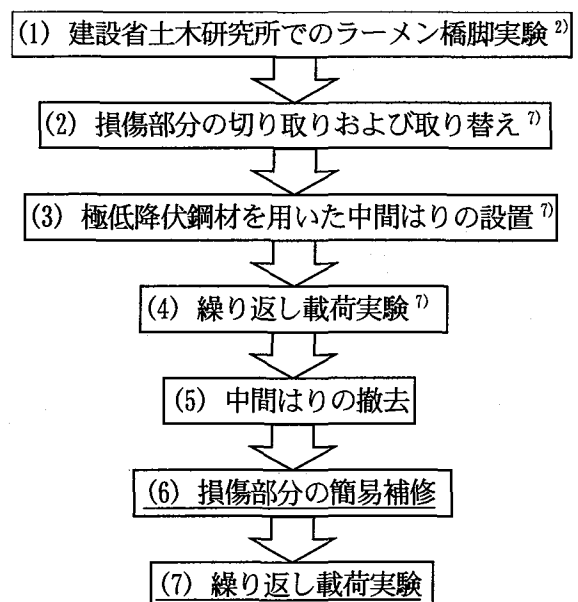 (1) 建設省土木研究所でのラーメン橋脚実験 2)
(2) 損傷部分の切り取りおよび取り替え 7)
(3) 極低降伏鋼材を用いた中間はりの設置 7)
(4) 繰り返し載荷実験 7)
(5) 中間はりの撤去
(6) 損傷部分の簡易補修
(7) 繰り返し載荷実験